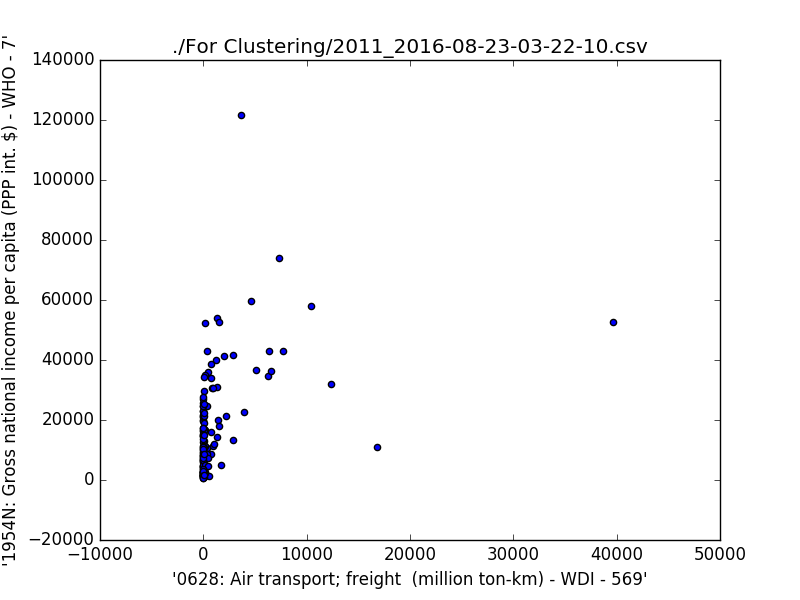 ./For Clustering/2011_2016-08-23-03-22-10.csv
'1954N: Gross national income per capita (PPP int. $) - WHO - 7'
140000
120000
100000
80000
60000
40000
20000
0
−20000
−10000 0 10000 20000 30000 40000 50000
'0628: Air transport; freight  (million ton-km) - WDI - 569'